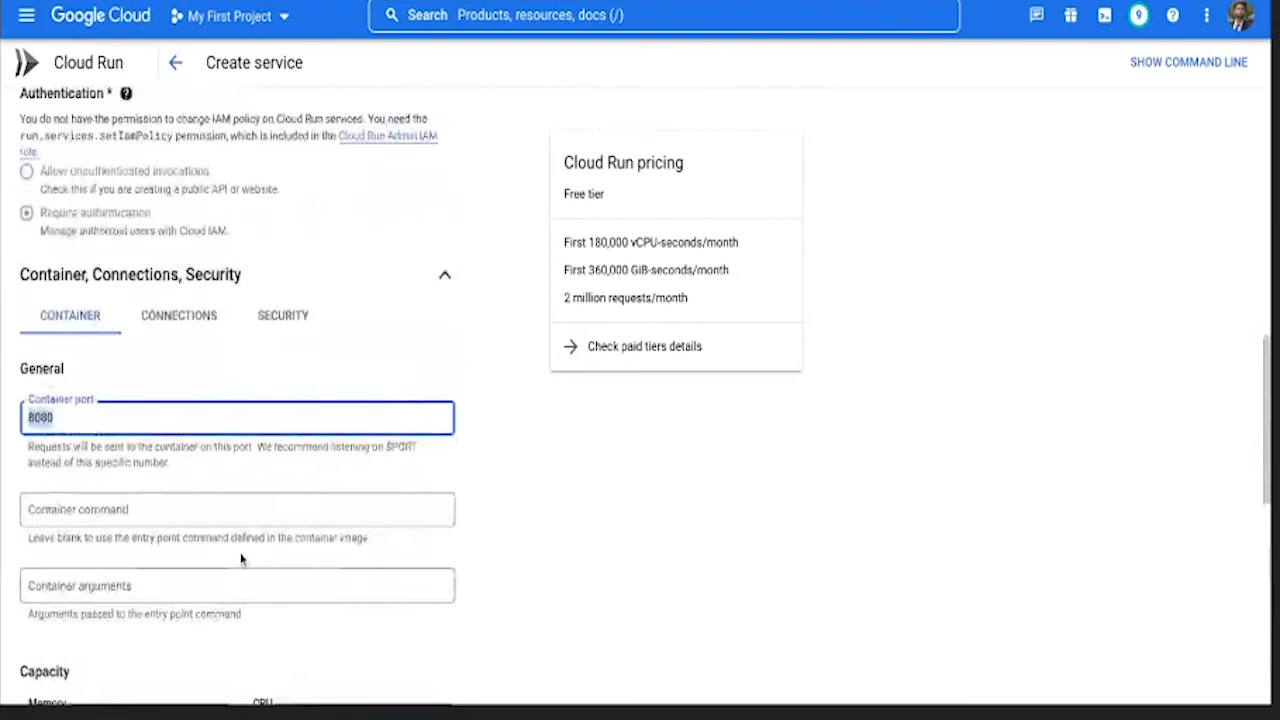 Google Cloud
My First Project
Search Products, resources, docs (/)
9
Cloud Run
Create service
SHOW COMMAND LINE
Authentication *
You do not have the permission to change IAM policy on Cloud Run services. You need the
run.services.setIamPolicy permission, which is included in the Cloud Run Admin IAM
role.
Allow unauthenticated invocations
Check this if you are creating a public API or website.
Require authentication
Manage authorized users with Cloud IAM.
Cloud Run pricing
Free tier
First 180,000 vCPU-seconds/month
First 360,000 GiB-seconds/month
2 million requests/month
Check paid tiers details
Container, Connections, Security
CONTAINER
CONNECTIONS
SECURITY
General
Container port
8080
Requests will be sent to the container on this port. We recommend listening on $PORT
instead of this specific number.
Container command
Leave blank to use the entry point command defined in the container image.
Container arguments
Arguments passed to the entry point command
Capacity
Memory
CPU